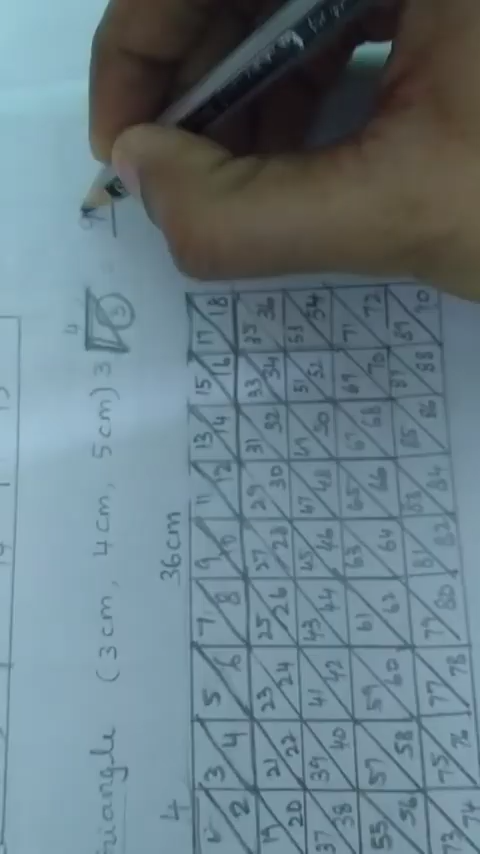 4
riangle (3cm, 4cm, 5cm) 3 3
4 36cm
1 2 3 4 5 6 7 8 9 10 11 12 13 14 15 16 17 18
19 20 21 22 23 24 25 26 27 28 29 30 31 32 33 34 35 36
37 38 39 40 41 42 43 44 45 46 47 48 49 50 51 52 53 54
55 56 57 58 59 60 61 62 63 64 65 66 67 68 69 70 71 72
73 74 75 76 77 78 79 80 81 82 83 84 85 86 87 88 89 90